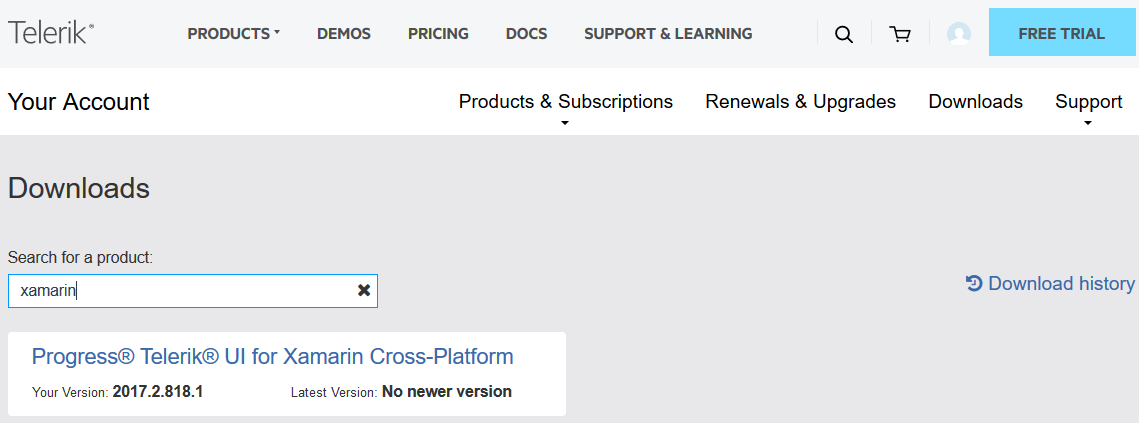 Telerik® PRODUCTS DEMOS PRICING DOCS SUPPORT & LEARNING FREE TRIAL
Your Account Products & Subscriptions Renewals & Upgrades Downloads Support
Downloads
Search for a product:
xamarin
Download history
Progress® Telerik® UI for Xamarin Cross-Platform
Your Version: 2017.2.818.1 Latest Version: No newer version